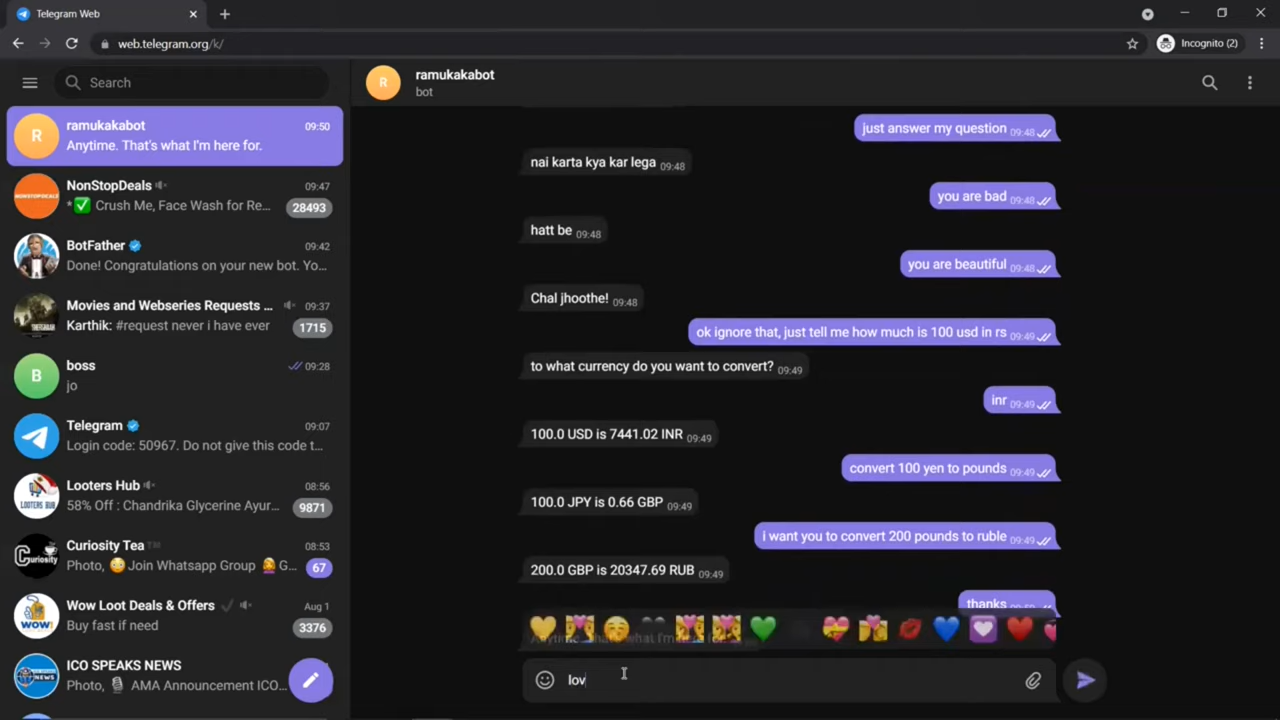 Telegram Web
web.telegram.org/k/
Incognito (2)
Search
ramukakabot
bot
R
ramukakabot 09:50
Anytime. That's what I'm here for.
NonStopDeals 09:47
*✅ Crush Me, Face Wash for Re... 28493
BotFather 09:42
Done! Congratulations on your new bot. Yo...
Movies and Webseries Requests ... 09:37
Karthik: #request never i have ever 1715
B
boss 09:28
jo
Telegram 09:07
Login code: 50967. Do not give this code t...
Looters Hub 08:56
58% Off : Chandrika Glycerine Ayur... 9871
Curiosity Tea 08:53
Photo, 😳Join Whatsapp Group 👩G... 67
Wow Loot Deals & Offers Aug 1
Buy fast if need 3376
ICO SPEAKS NEWS
Photo, 🎙 AMA Announcement ICO...
R
just answer my question 09:48
nai karta kya kar lega 09:48
you are bad 09:48
hatt be 09:48
you are beautiful 09:48
Chal jhoothe! 09:48
ok ignore that, just tell me how much is 100 usd in rs 09:49
to what currency do you want to convert? 09:49
inr 09:49
100.0 USD is 7441.02 INR 09:49
convert 100 yen to pounds 09:49
100.0 JPY is 0.66 GBP 09:49
i want you to convert 200 pounds to ruble 09:49
200.0 GBP is 20347.69 RUB 09:49
thanks
Anytime. That's what I'm here for.
lov